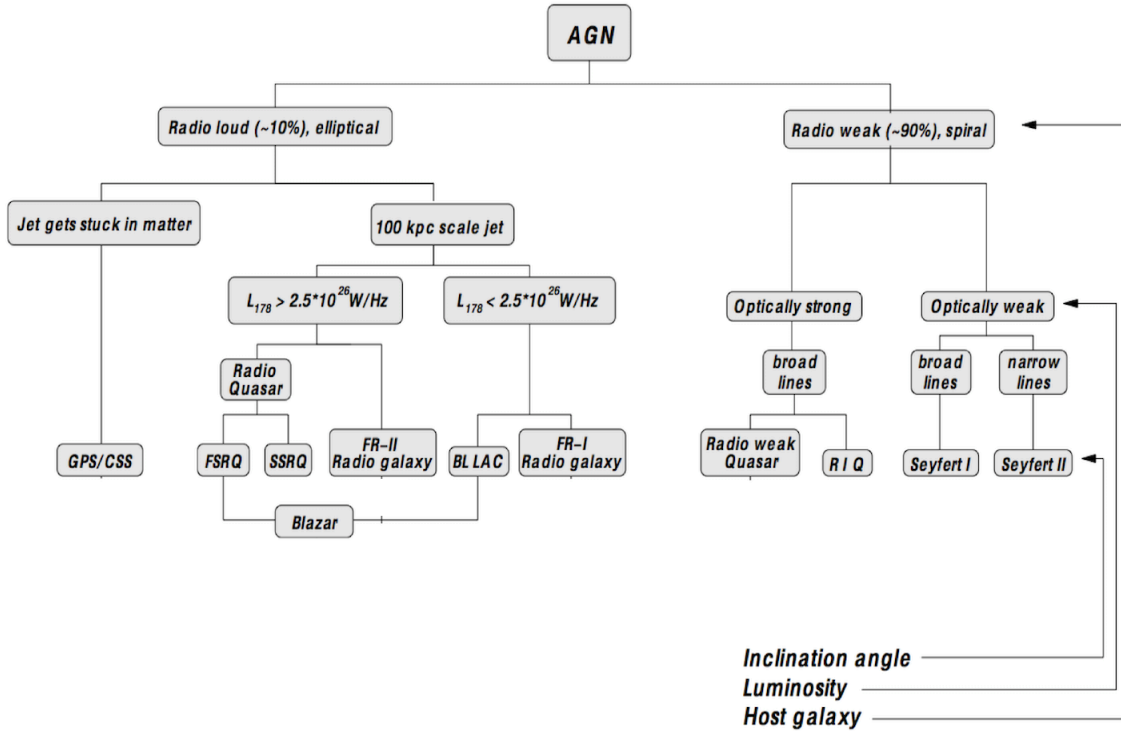 AGN
Radio loud (~10%), elliptical
Radio weak (~90%), spiral
Jet gets stuck in matter
100 kpc scale jet
L178 > 2.5*10^26 W/Hz
L178 < 2.5*10^26 W/Hz
Optically strong
Optically weak
Radio
Quasar
broad
lines
broad
lines
narrow
lines
GPS/CSS
FSRQ
SSRQ
FR–II
Radio galaxy
BL LAC
FR–I
Radio galaxy
Radio weak
Quasar
R I Q
Seyfert I
Seyfert II
Blazar
Inclination angle
Luminosity
Host galaxy